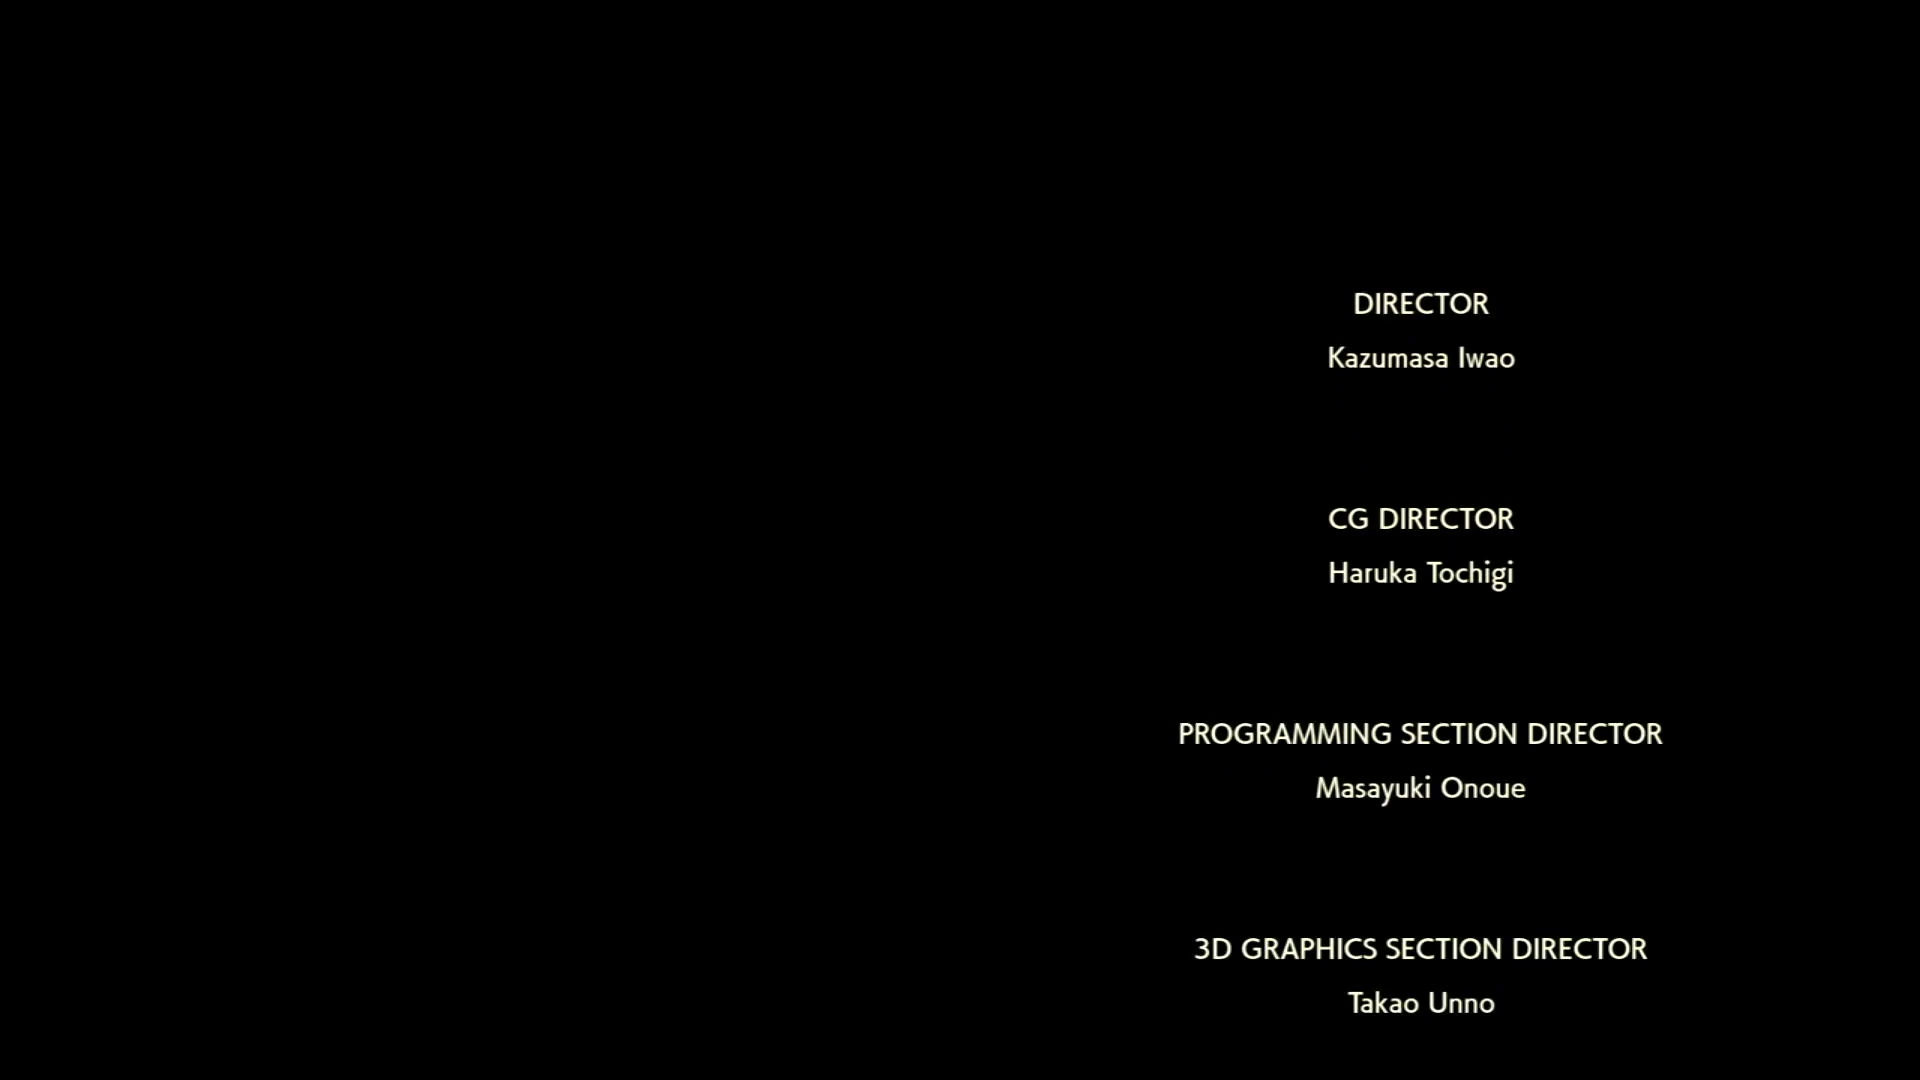 DIRECTOR
Kazumasa Iwao
CG DIRECTOR
Haruka Tochigi
PROGRAMMING SECTION DIRECTOR
Masayuki Onoue
3D GRAPHICS SECTION DIRECTOR
Takao Unno